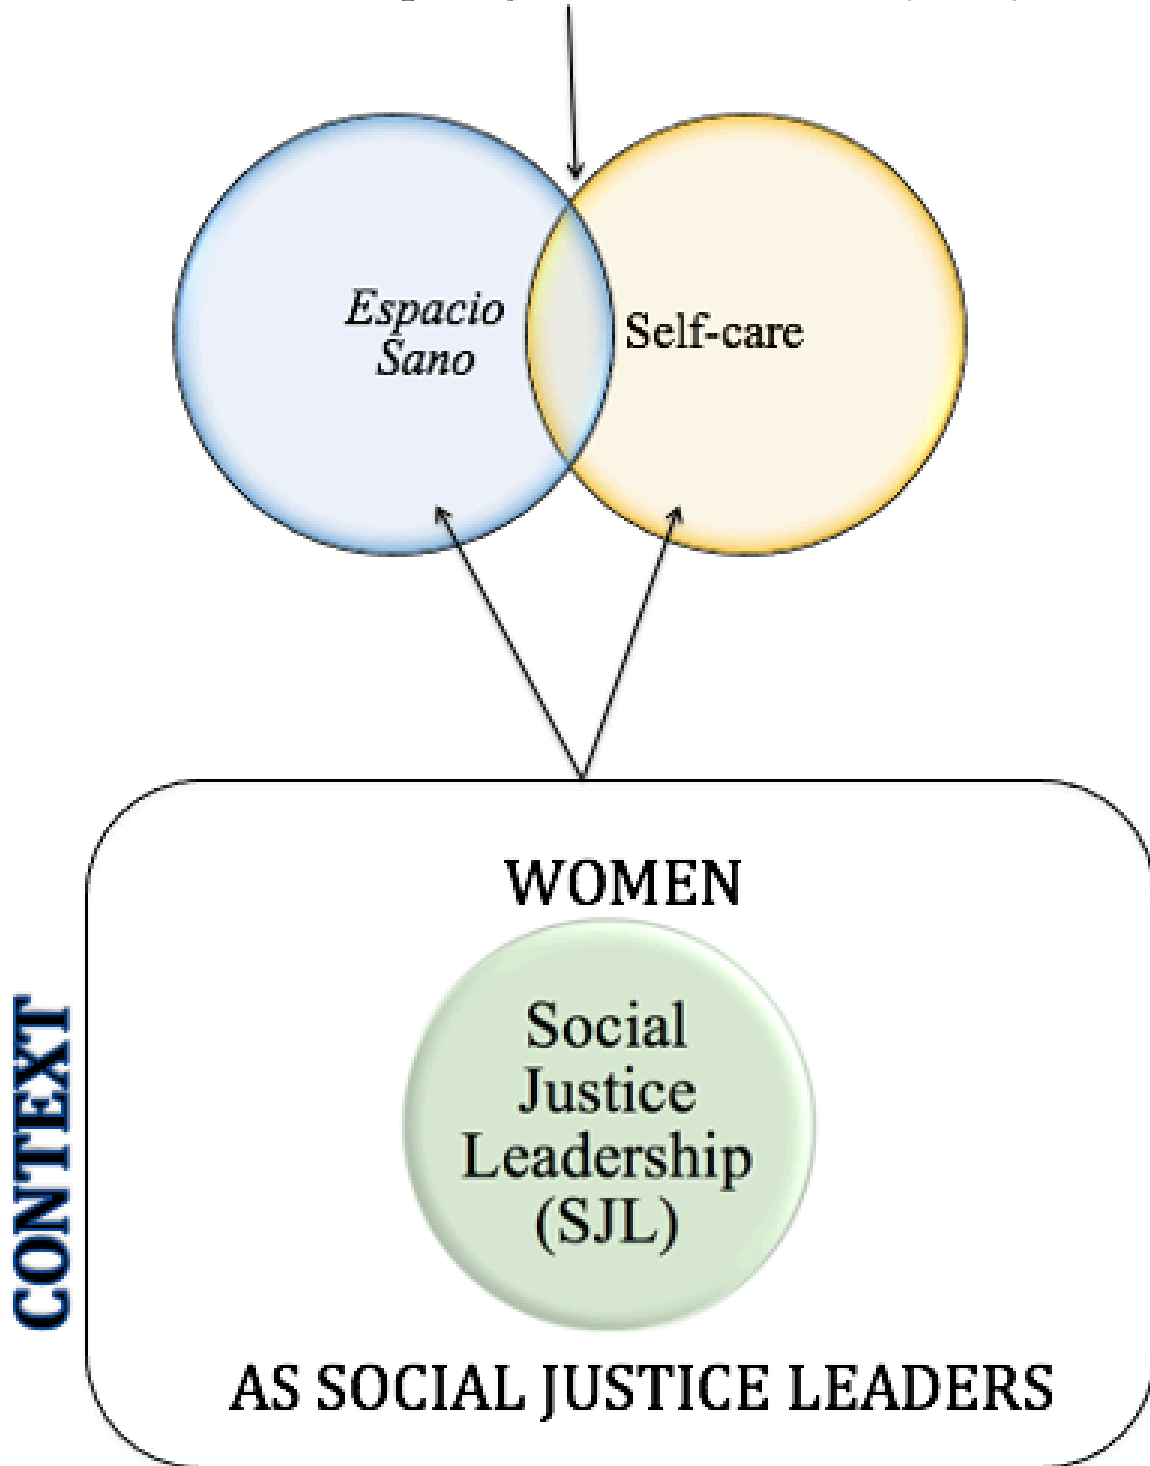 Espacio
Sano
Self-care
WOMEN
Social
Justice
Leadership
(SJL)
CONTEXT
AS SOCIAL JUSTICE LEADERS